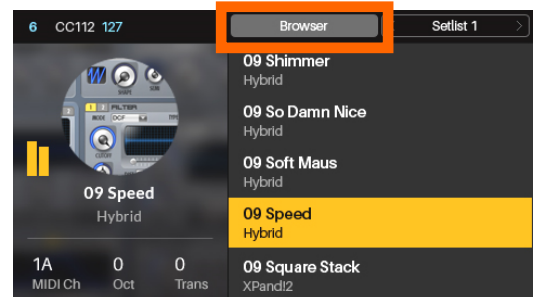 6 CC112 127
Browser
Setlist 1
09 Shimmer
Hybrid
09 So Damn Nice
Hybrid
09 Soft Maus
Hybrid
09 Speed
Hybrid
09 Square Stack
XPand!2
FILTER
MODE DCF
CUTOFF
09 Speed
Hybrid
1A 0 0
MIDI Ch Oct Trans